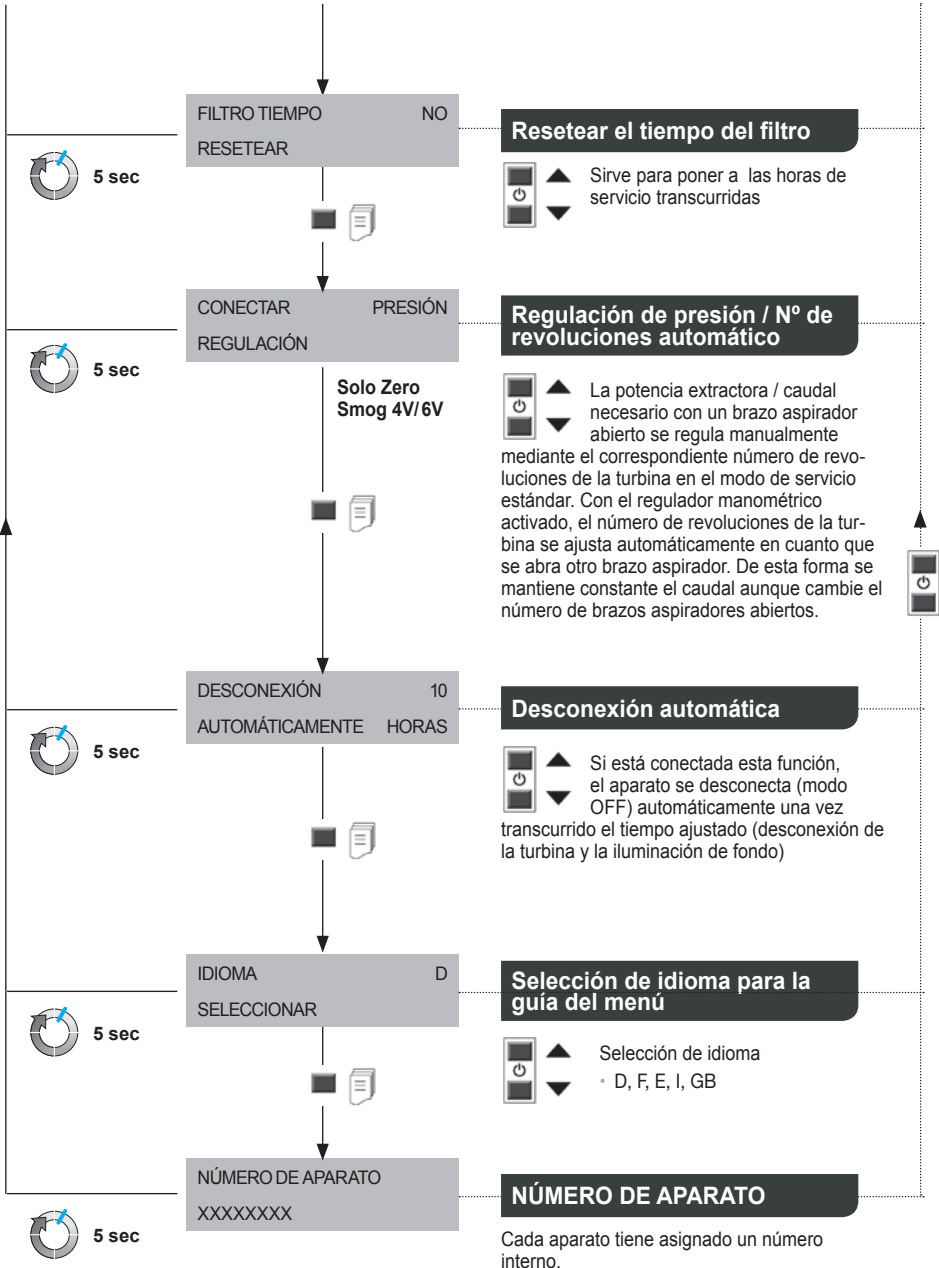 FILTRO TIEMPO NO
RESETEAR
Resetear el tiempo del filtro
5 sec
Sirve para poner a las horas de
servicio transcurridas
CONECTAR PRESIÓN
REGULACIÓN
Regulación de presión / Nº de
revoluciones automático
5 sec
Solo Zero
Smog 4V/6V
La potencia extractora / caudal
necesario con un brazo aspirador
abierto se regula manualmente
mediante el correspondiente número de revo-
luciones de la turbina en el modo de servicio
estándar. Con el regulador manométrico
activado, el número de revoluciones de la tur-
bina se ajusta automáticamente en cuanto que
se abra otro brazo aspirador. De esta forma se
mantiene constante el caudal aunque cambie el
número de brazos aspiradores abiertos.
DESCONEXIÓN 10
AUTOMÁTICAMENTE HORAS
Desconexión automática
5 sec
Si está conectada esta función,
el aparato se desconecta (modo
OFF) automáticamente una vez
transcurrido el tiempo ajustado (desconexión de
la turbina y la iluminación de fondo)
IDIOMA D
SELECCIONAR
Selección de idioma para la
guía del menú
5 sec
Selección de idioma
• D, F, E, I, GB
NÚMERO DE APARATO
XXXXXXXX
NÚMERO DE APARATO
5 sec
Cada aparato tiene asignado un número
interno.